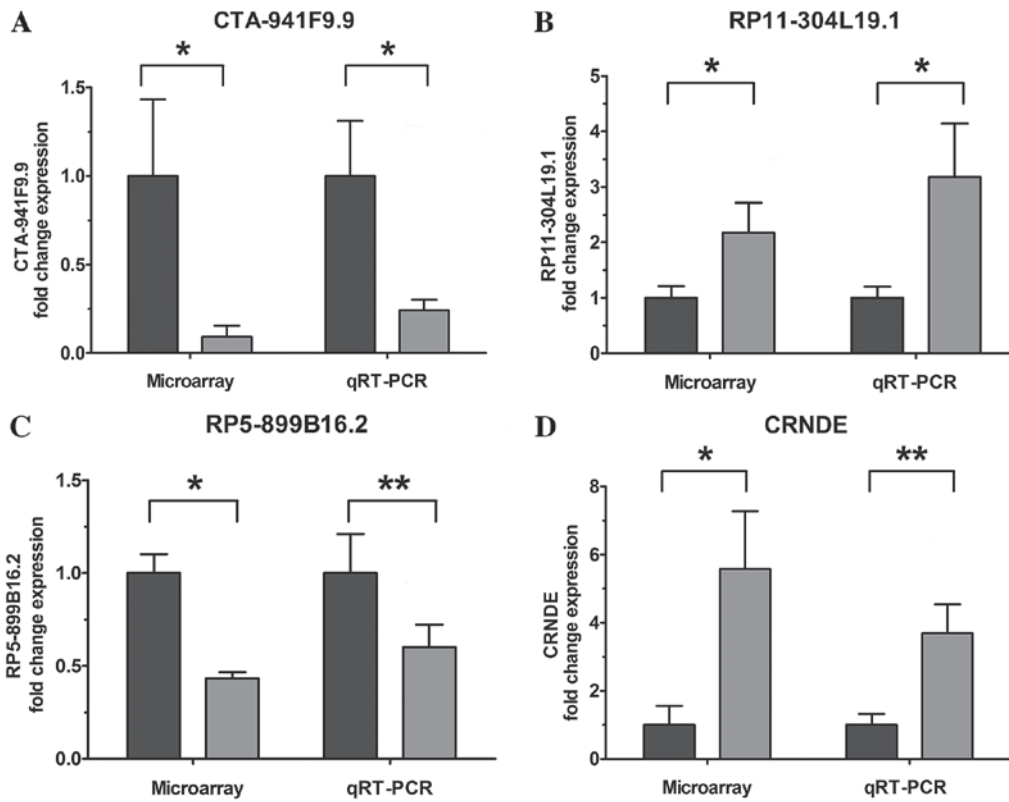 A
CTA-941F9.9
*
*
CTA-941F9.9
fold change expression
1.5
1.0
0.5
0.0
Microarray
qRT-PCR
B
RP11-304L19.1
*
*
RP11-304L19.1
fold change expression
5
4
3
2
1
0
Microarray
qRT-PCR
C
RP5-899B16.2
*
**
RP5-899B16.2
fold change expression
1.5
1.0
0.5
0.0
Microarray
qRT-PCR
D
CRNDE
*
**
CRNDE
fold change expression
8
6
4
2
0
Microarray
qRT-PCR